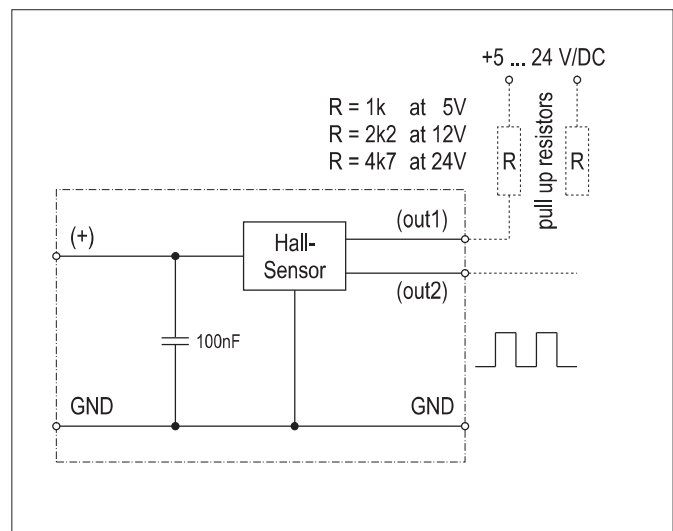 +5 ... 24 V/DC
R = 1k at 5V
R = 2k2 at 12V
R = 4k7 at 24V
R
pull up resistors
R
(+)
Hall-
Sensor
(out1)
(out2)
100nF
GND
GND